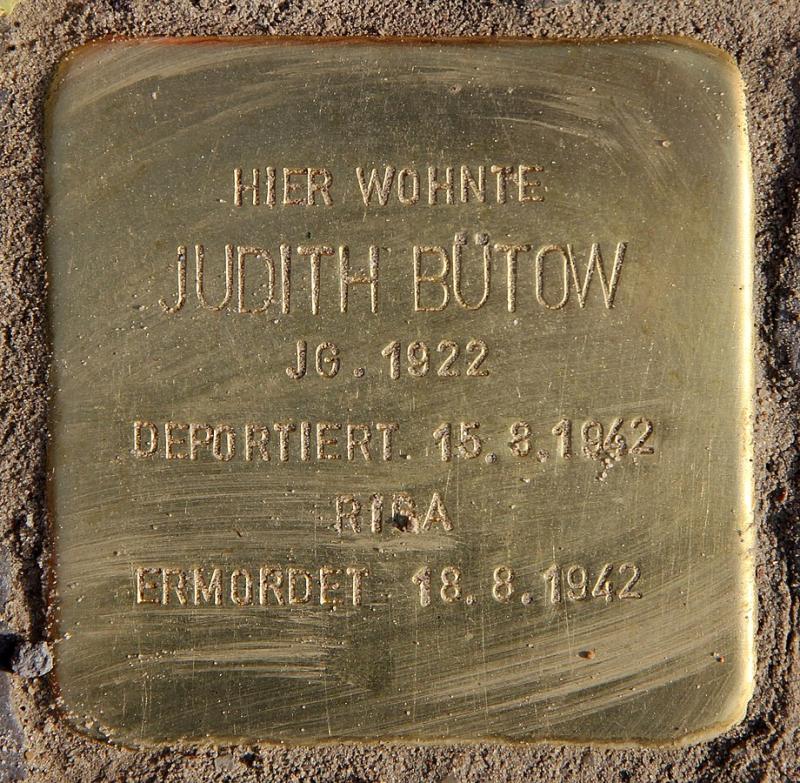 HIER WOHNTE
JUDITH BÜTOW
JG. 1922
DEPORTIERT 15.8.1942
RIGA
ERMORDET 18.8.1942